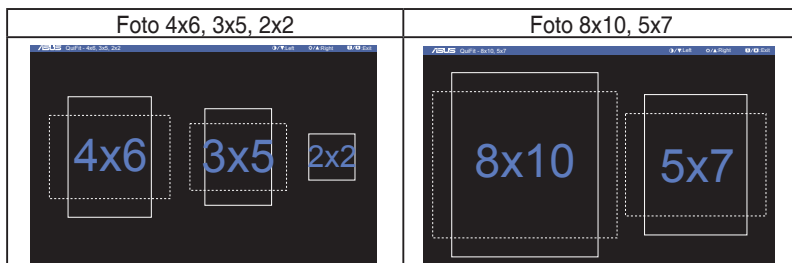 Foto 4x6, 3x5, 2x2
Foto 8x10, 5x7
ASUS QuiFit - 4x6, 3x5, 2x2 ◑/▼:Left ✪/▲:Right S/✖:Exit
ASUS QuiFit - 8x10, 5x7 ◑/▼:Left ✪/▲:Right S/✖:Exit
4x6 3x5 2x2
8x10 5x7